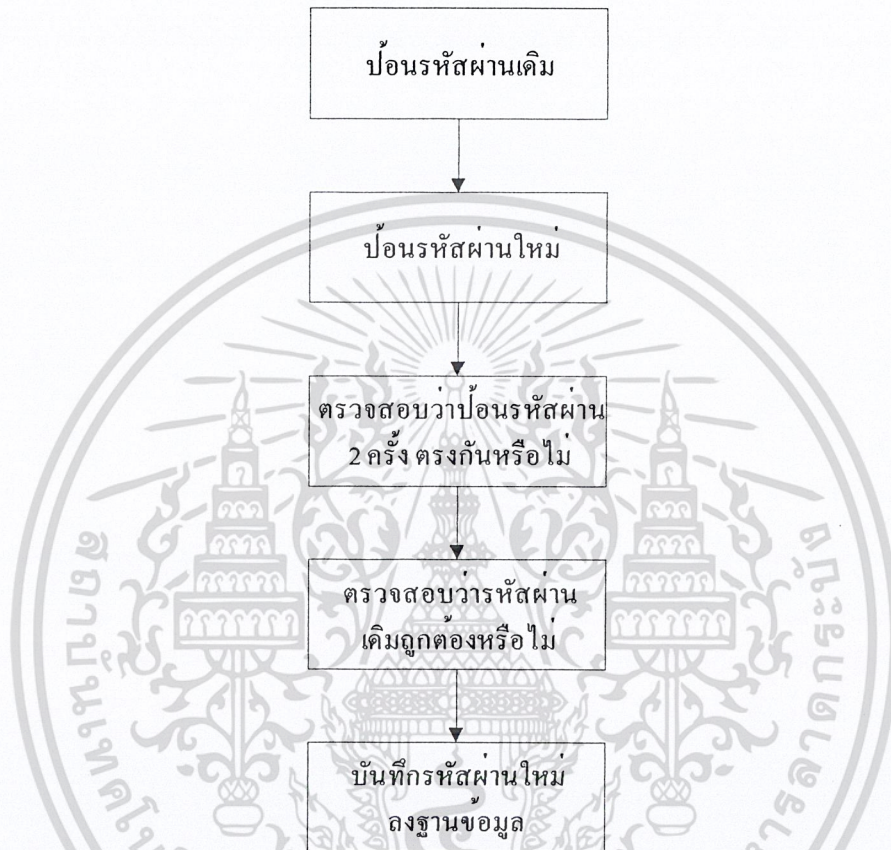 ป้อนรหัสผ่านเดิม
ป้อนรหัสผ่านใหม่
ตรวจสอบว่าป้อนรหัสผ่าน
2 ครั้ง ตรงกันหรือไม่
ตรวจสอบว่ารหัสผ่าน
เดิมถูกต้องหรือไม่
บันทึกรหัสผ่านใหม่
ลงฐานข้อมูล